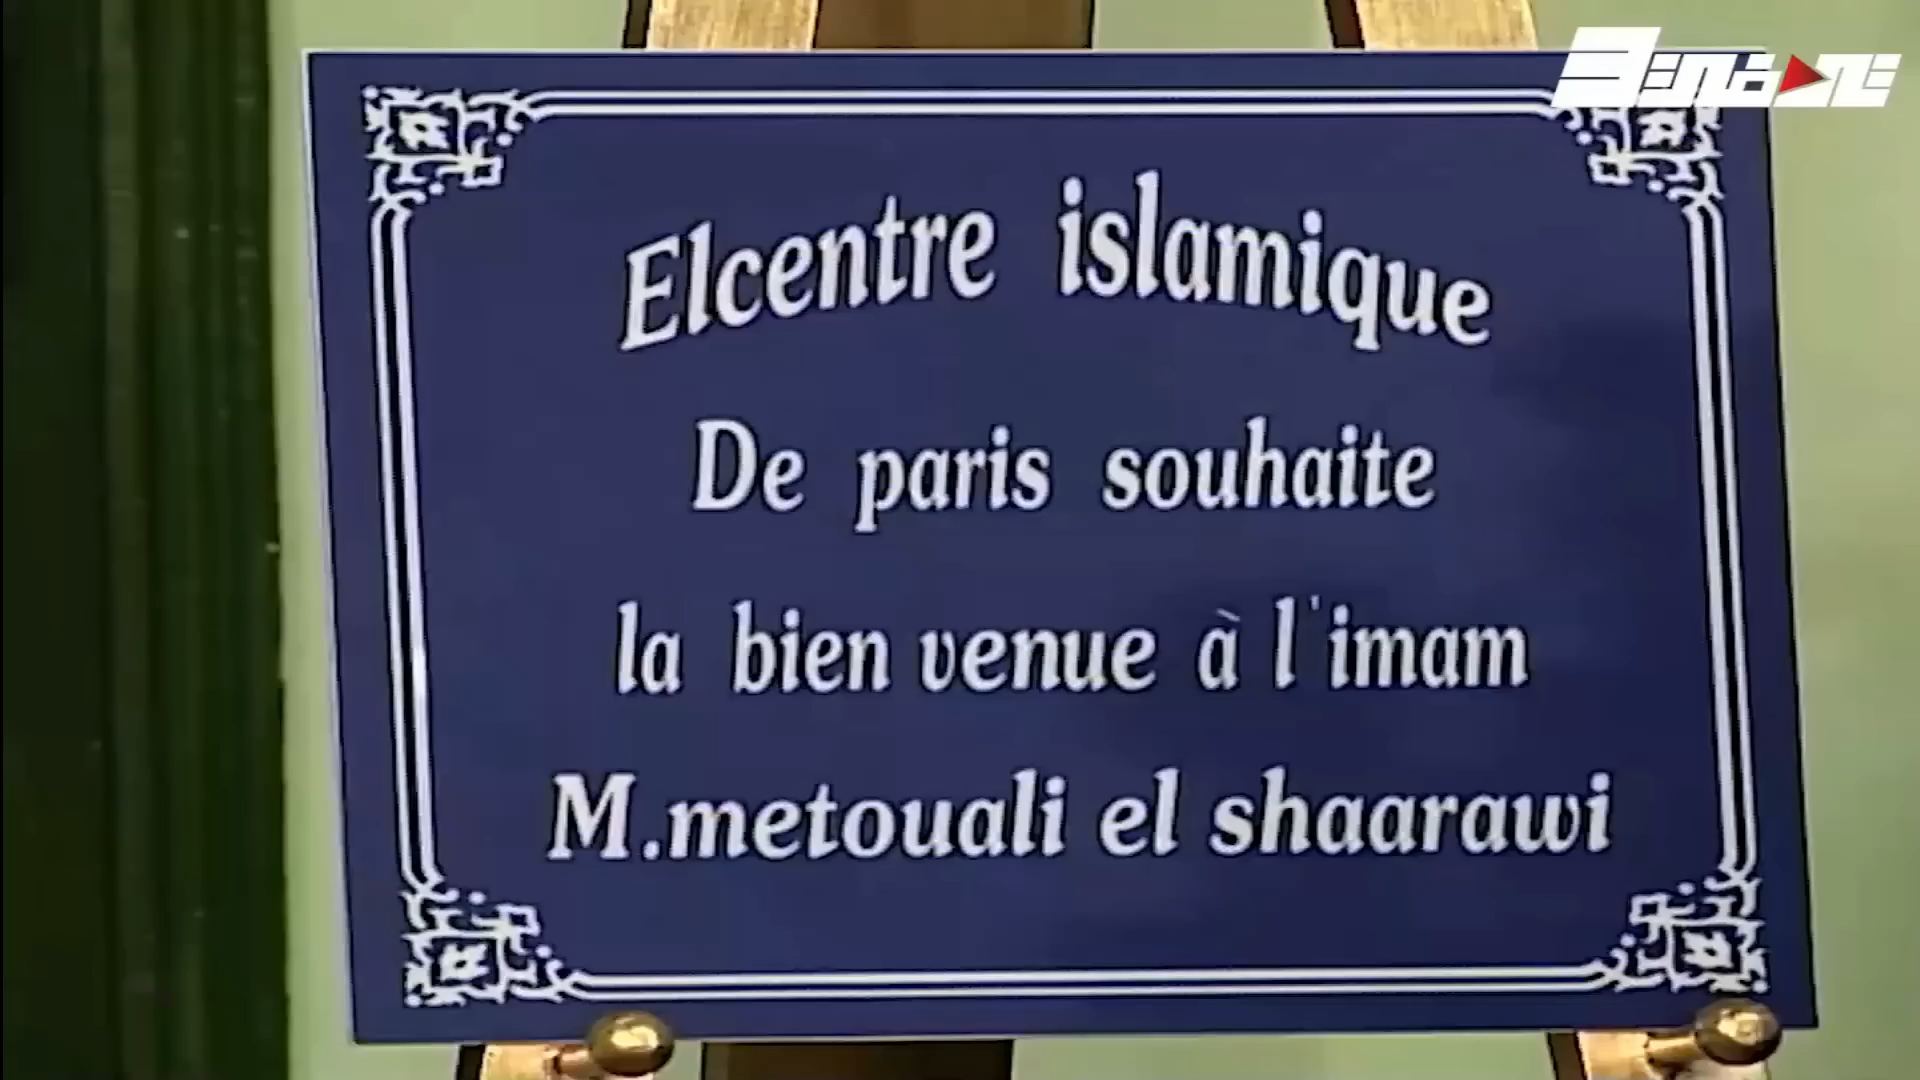 Elcentre islamique
De paris souhaite
la bien venue à l'imam
M.metouali el shaarawi